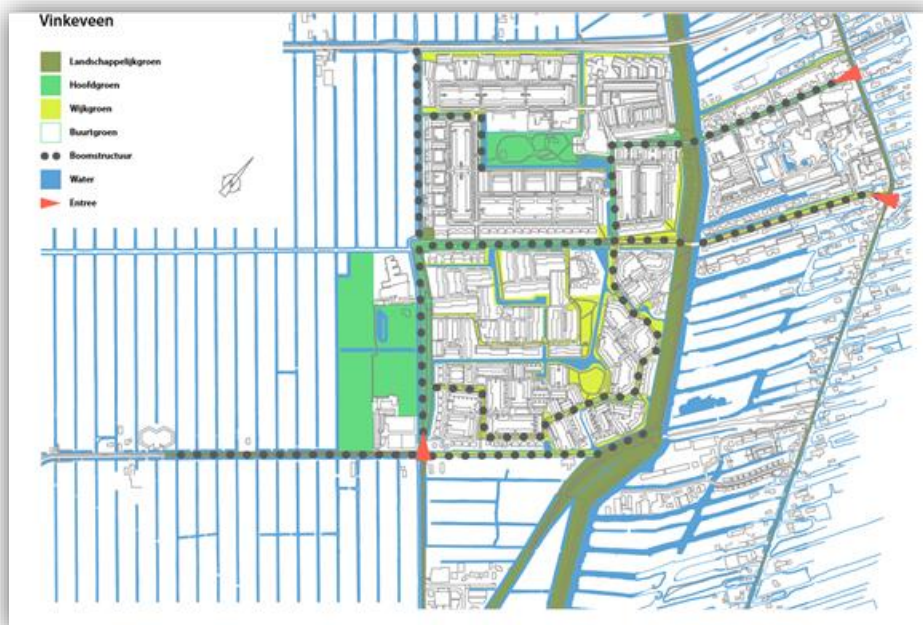 Vinkeveen
Landschappelijkgroen
Hoofdgroen
Wijkgroen
Buurtgroen
Boomstructuur
Water
Entree